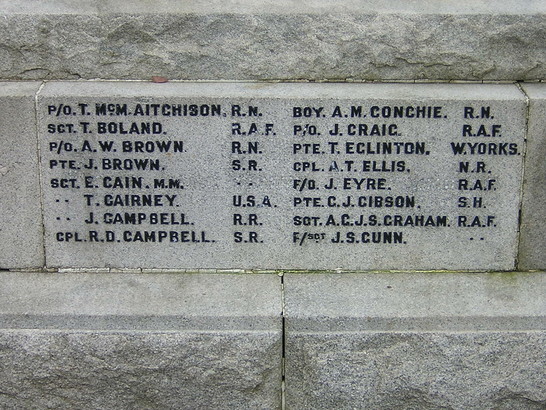 P/O. T. McM. AITCHISON. R.N.
SGT. T. BOLAND. R.A.F.
P/O. A.W. BROWN. R.N.
PTE. J. BROWN. S.R.
SGT. E. CAIN. M.M. " "
" " T. CAIRNEY. U.S.A.
" " J. CAMPBELL. R.R.
CPL. R.D. CAMPBELL. S.R.
BOY. A.M. CONCHIE. R.N.
P/O. J. CRAIG. R.A.F.
PTE. T. EGLINTON. W.YORKS.
CPL. A.T. ELLIS. N.R.
F/O. J. EYRE. R.A.F.
PTE. C.J. GIBSON. S.H.
SGT. A.C.J.S. GRAHAM. R.A.F.
F/SGT J.S. GUNN. " "